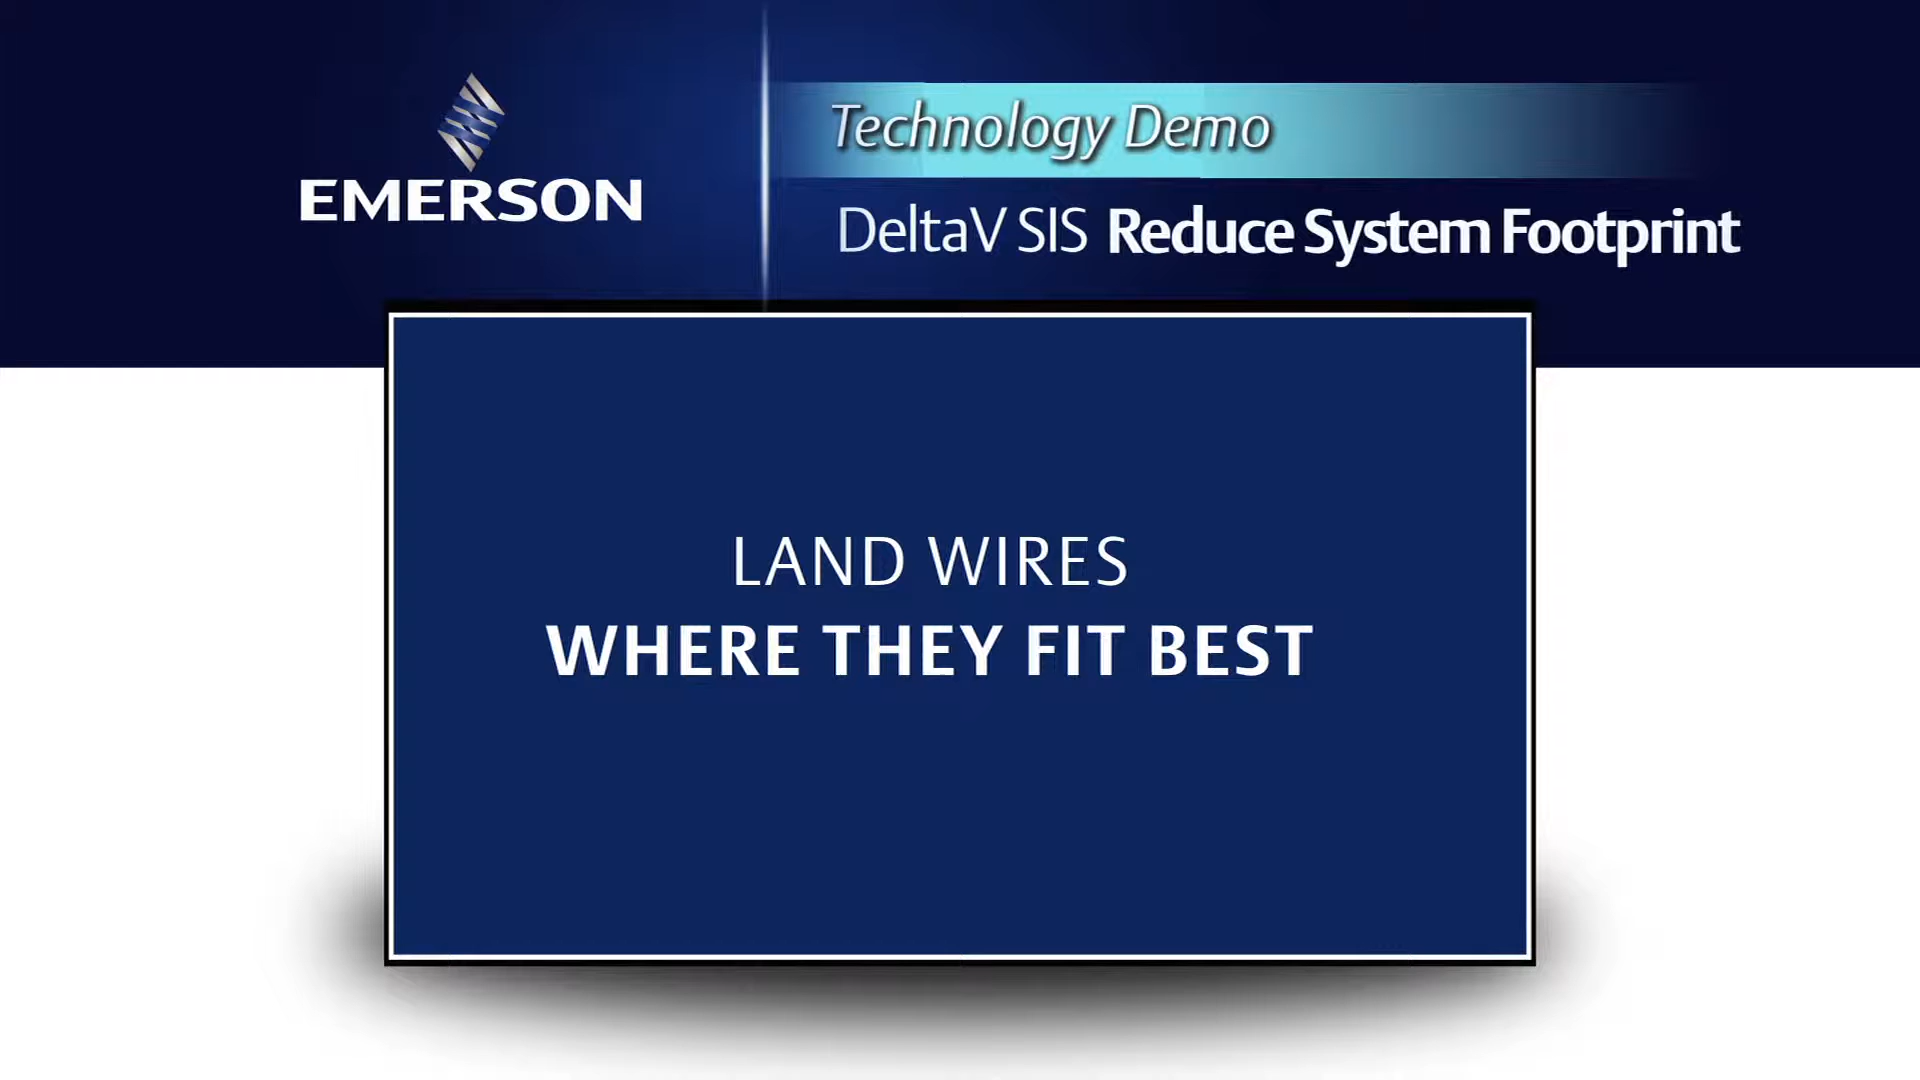 EMERSON
Technology Demo
DeltaV SIS Reduce System Footprint
LAND WIRES
WHERE THEY FIT BEST